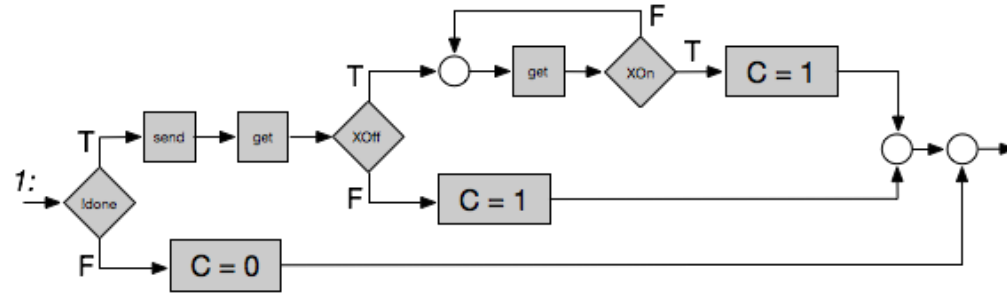 F
get
XOn
T
C = 1
T
send
get
XOff
T
1:
!done
F
C = 1
F
C = 0